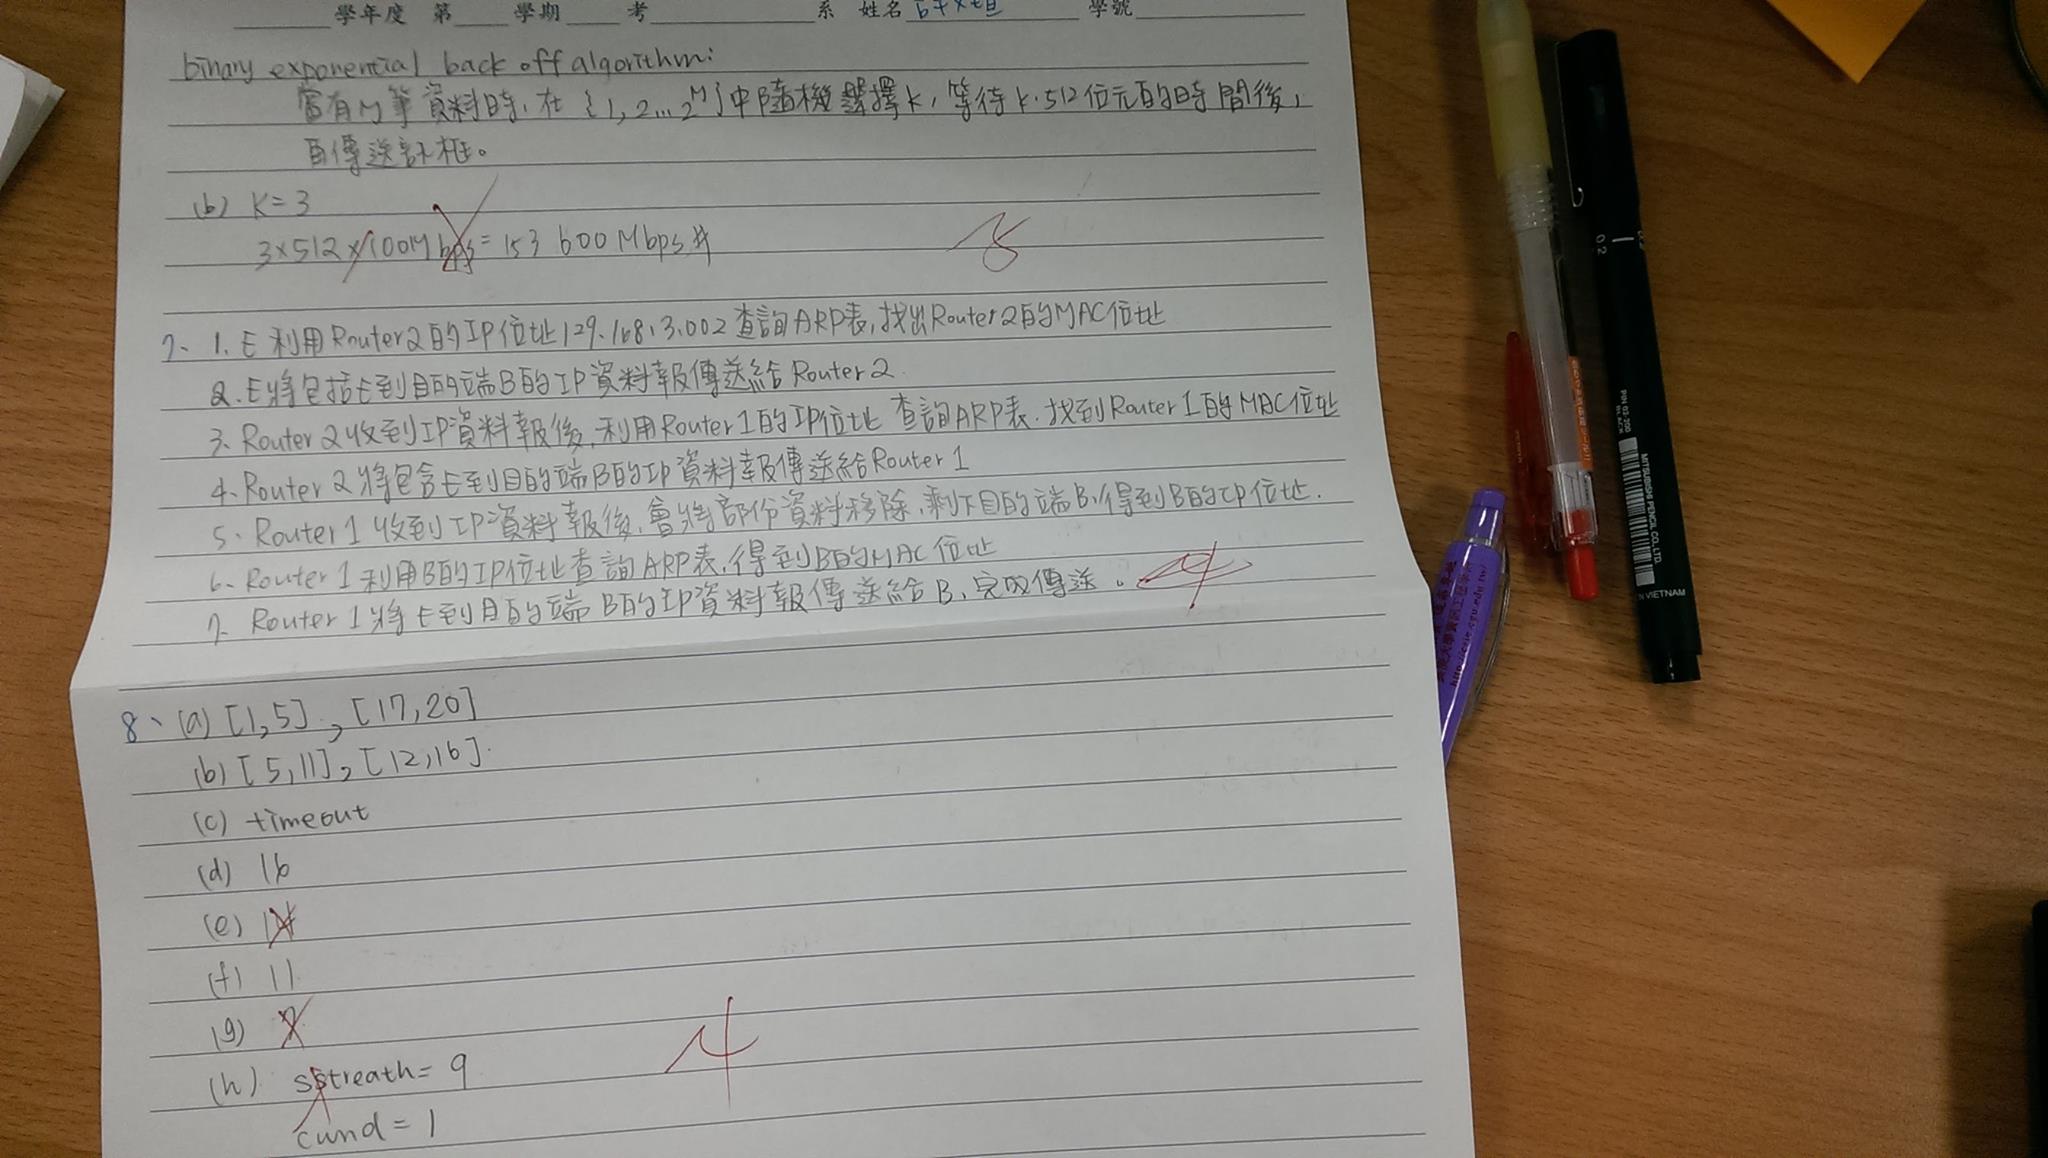 學年度 第 學期 考 系 姓名 學號
binary exponential back off algorithm:
當有M筆資料時,在{1,2...2^M}中隨機選擇k,等待k·512位元的時間後,
再傳送訊框。
(b) K=3
3×512×100Mbps=153600Mbps#
8
7、1. E利用Router2的IP位址129.168.3.002查詢ARP表,找出Router2的MAC位址
2. E將包括E到目的端B的IP資料報傳送給Router2.
3、Router2收到IP資料報後,利用Router1的IP位址 查詢ARP表.找到Router1的MAC位址
4、Router2將包含E到目的端B的IP資料報傳送給Router1
5、Router1收到IP資料報後,會將部份資料移除,剩下目的端B,得到B的IP位址.
6、Router1利用B的IP位址查詢ARP表,得到B的MAC位址
7、Router1將E到目的端B的IP資料報傳送給B,完成傳送.
8、(a) [1,5],[17,20]
(b) [5,11],[12,16].
(c) timeout
(d) 16
(e) 14
(f) 11
(g)
(h) sstreath=9
cwnd=1
4
PIN 02-200
BLACK
MITSUBISHI PENCIL CO., LTD.
IN VIETNAM
0.2